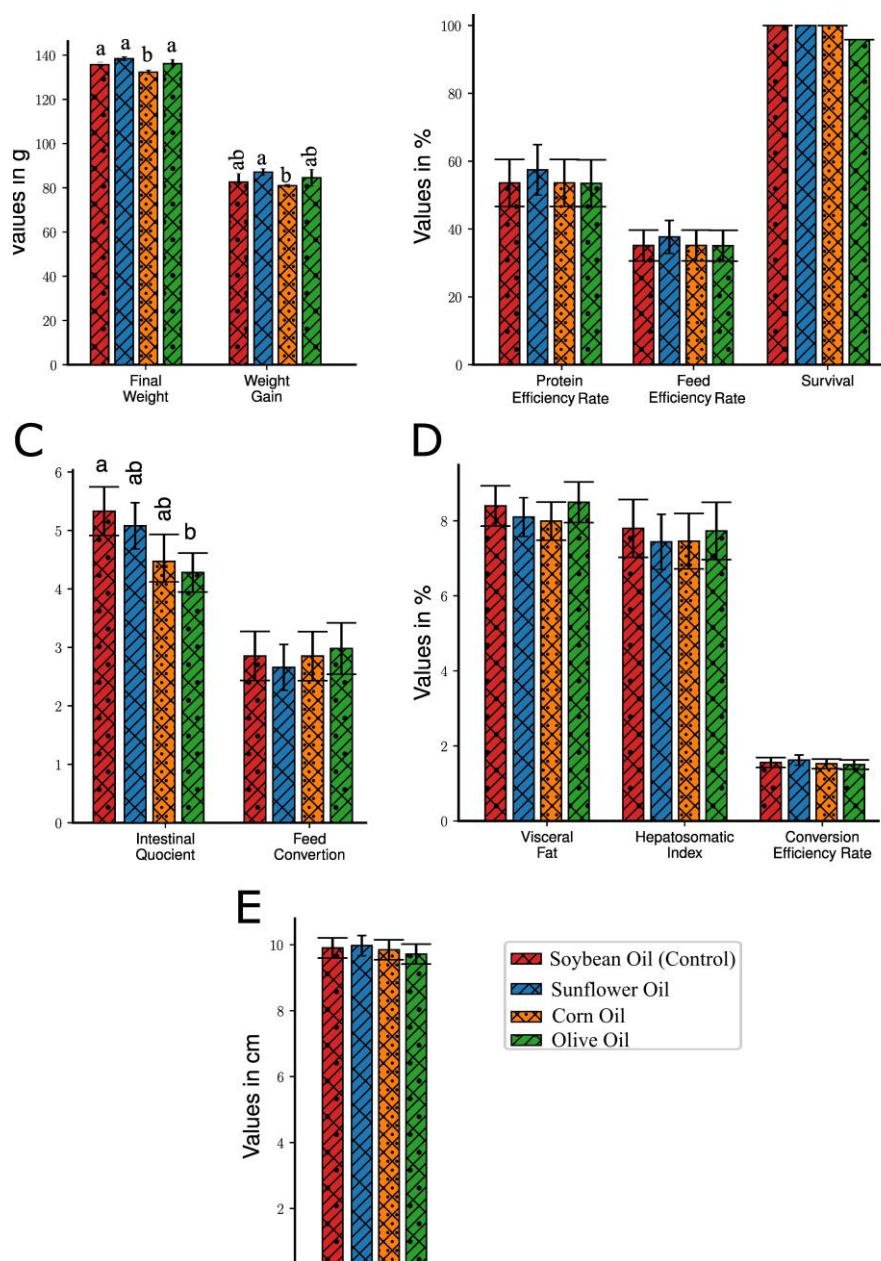 values in g
140
120
100
80
60
40
20
0
a a b a
ab a b ab
Final
Weight
Weight
Gain
Values in %
100
80
60
40
20
0
Protein
Efficiency Rate
Feed
Efficiency Rate
Survival
C
6
5
4
3
2
1
0
a ab ab b
Intestinal
Quocient
Feed
Convertion
D
Values in %
8
6
4
2
0
Visceral
Fat
Hepatosomatic
Index
Conversion
Efficiency Rate
E
Values in cm
10
8
6
4
2
Soybean Oil (Control)
Sunflower Oil
Corn Oil
Olive Oil